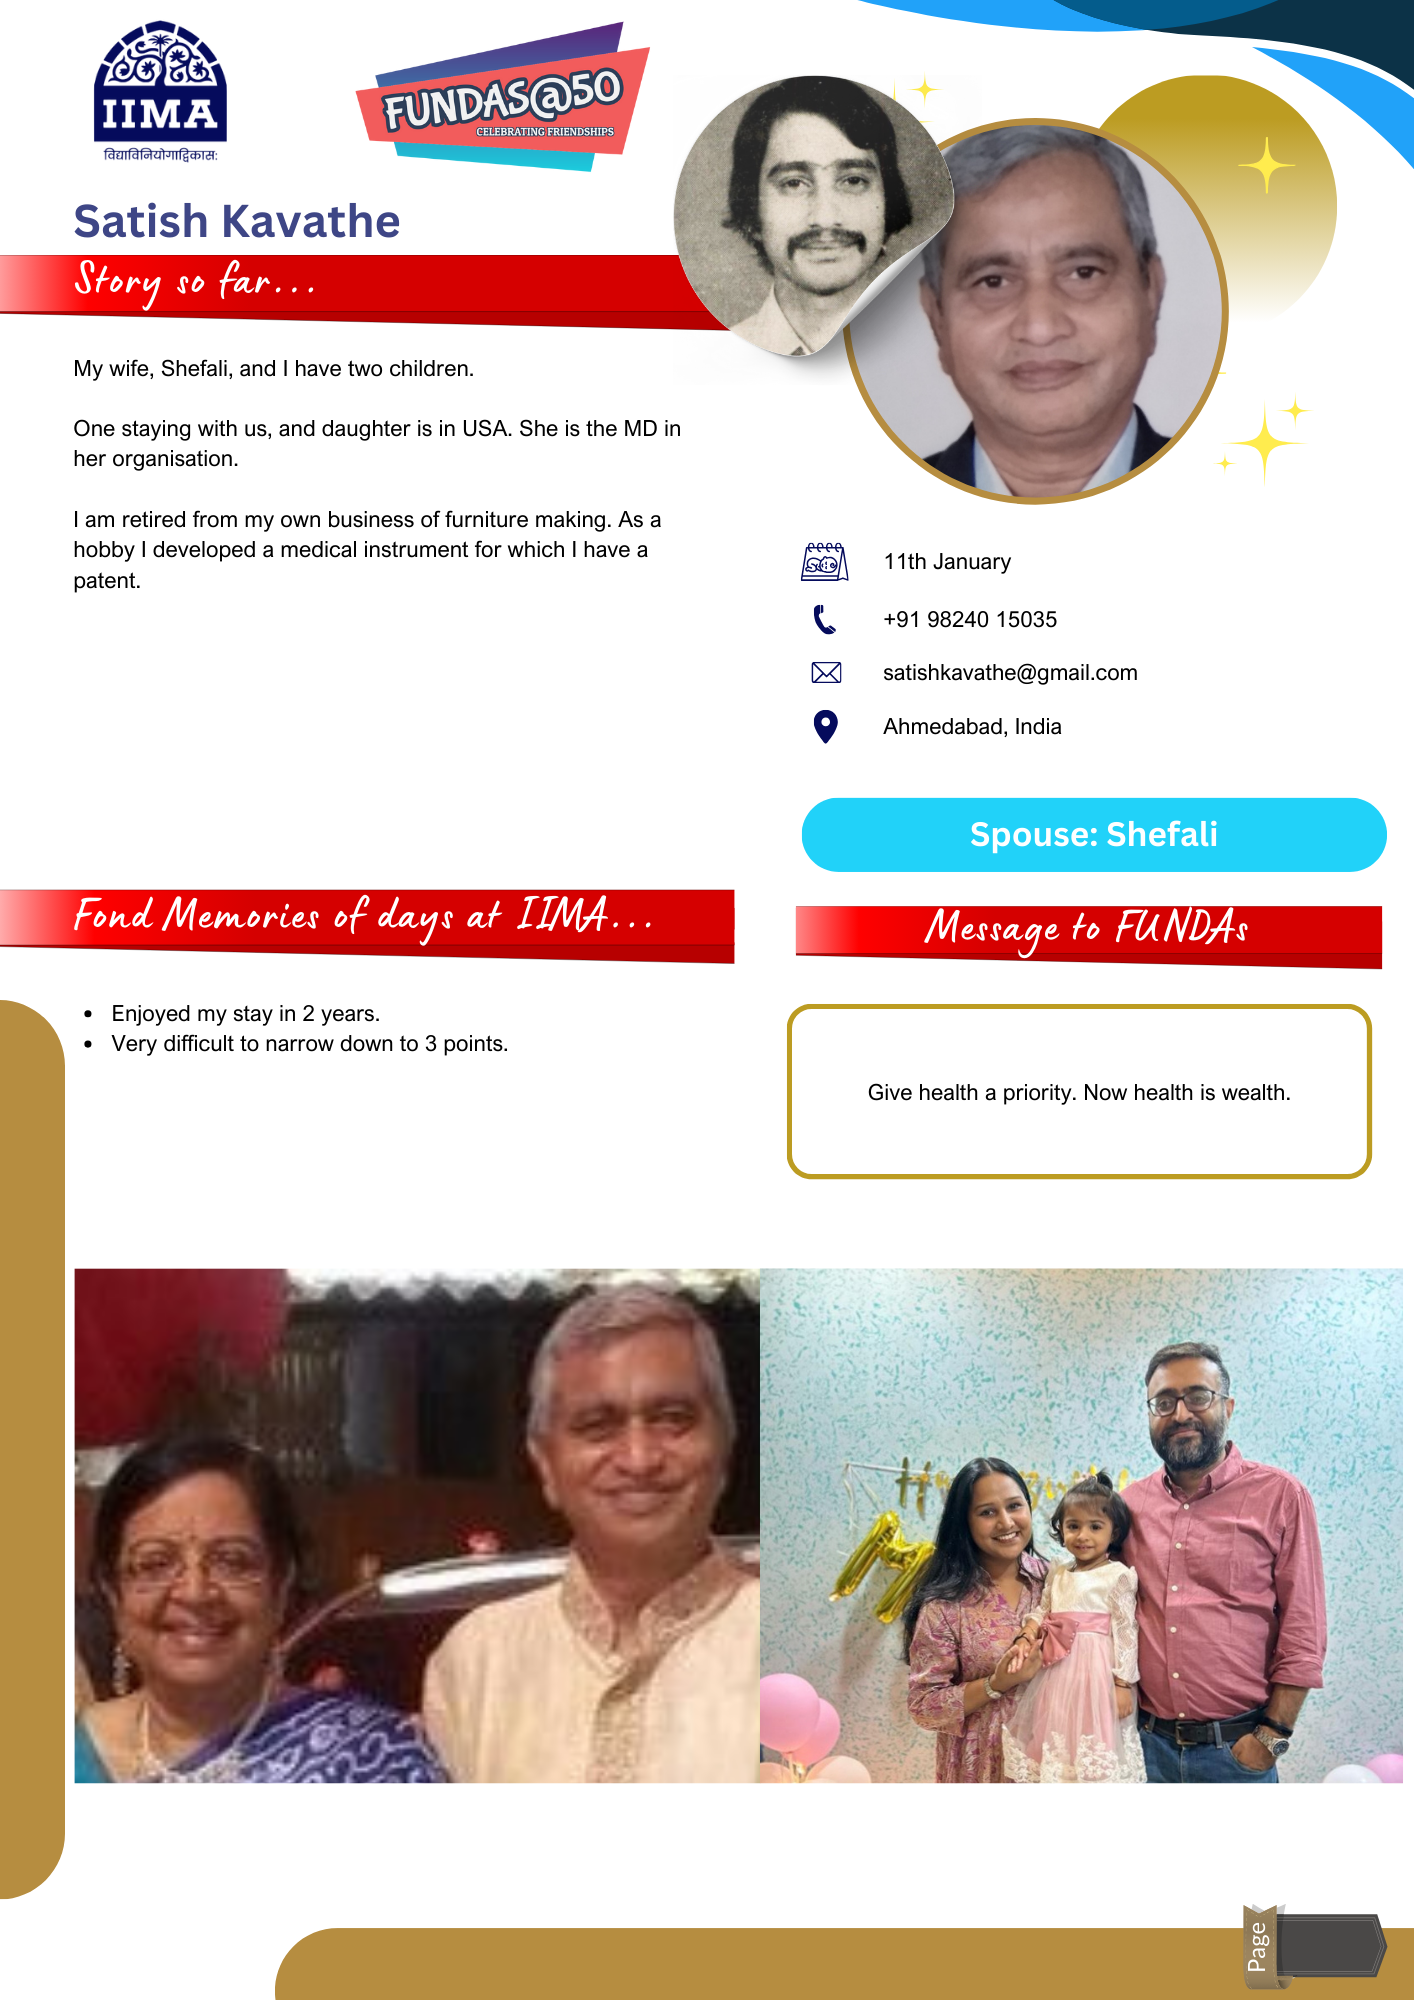 IIMA
विद्याविनियोगाद्विकास:
FUNDAS@50
CELEBRATING FRIENDSHIPS
Satish Kavathe
Story so far...
My wife, Shefali, and I have two children.
One staying with us, and daughter is in USA. She is the MD in
her organisation.
I am retired from my own business of furniture making. As a
hobby I developed a medical instrument for which I have a
patent.
11th January
+91 98240 15035
satishkavathe@gmail.com
Ahmedabad, India
Spouse: Shefali
Fond Memories of days at IIMA...
Enjoyed my stay in 2 years.
Very difficult to narrow down to 3 points.
Message to FUNDAs
Give health a priority. Now health is wealth.
Page